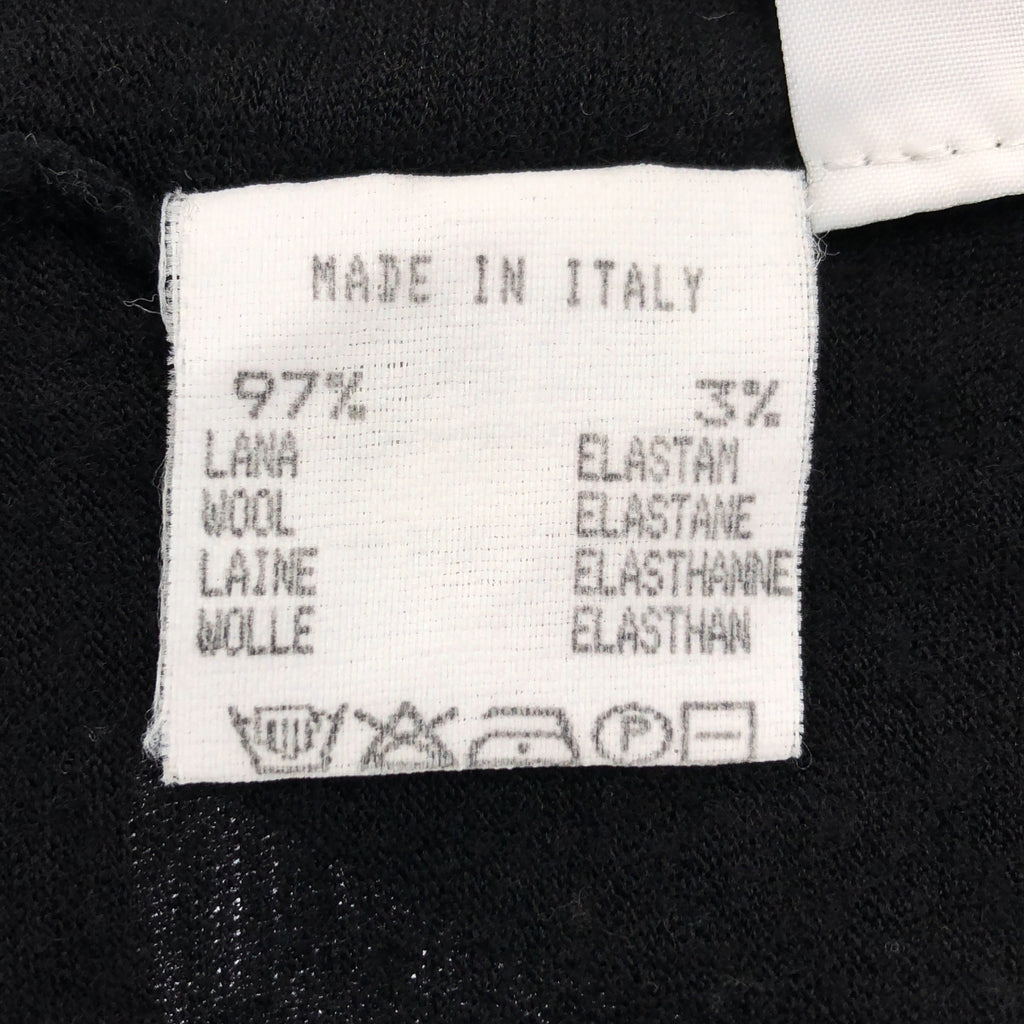 MADE IN ITALY
97% 3%
LANA ELASTAM
WOOL ELASTANE
LAINE ELASTHANNE
WOLLE ELASTHAN
P